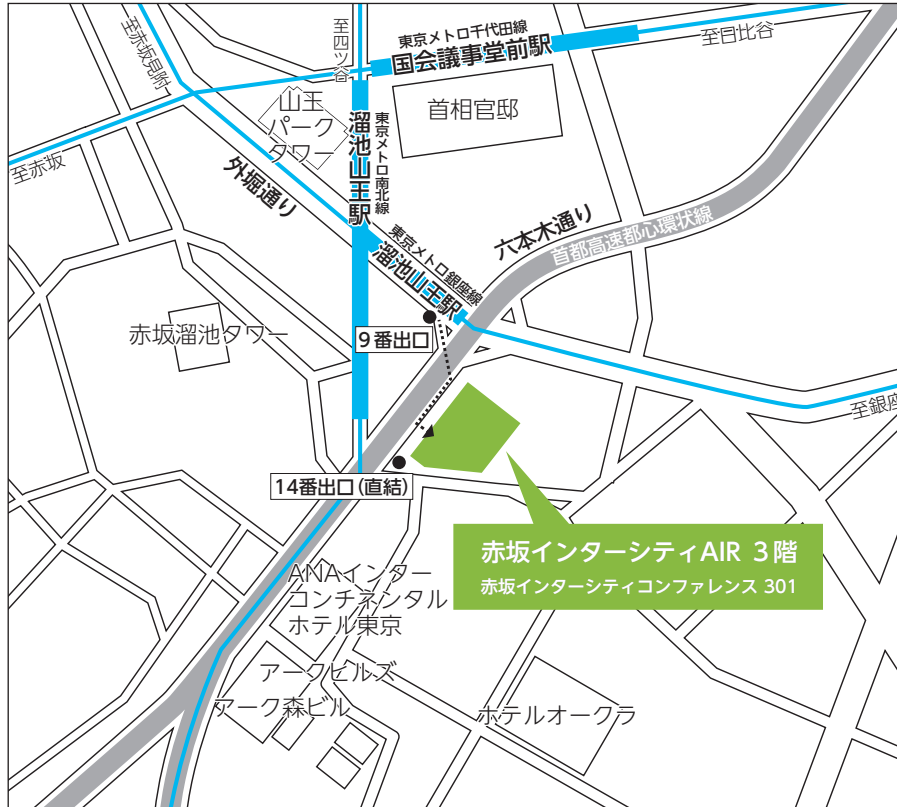 至赤坂見附
至四ツ谷
東京メトロ千代田線
国会議事堂前駅
至日比谷
山王
パーク
タワー
首相官邸
溜池山王駅
東京メトロ南北線
至赤坂
外堀通り
東京メトロ銀座線
溜池山王駅
六本木通り
首都高速都心環状線
赤坂溜池タワー
9番出口
至銀座
14番出口(直結)
赤坂インターシティAIR 3階
赤坂インターシティコンファレンス 301
ANAインター
コンチネンタル
ホテル東京
アークヒルズ
アーク森ビル
ホテルオークラ